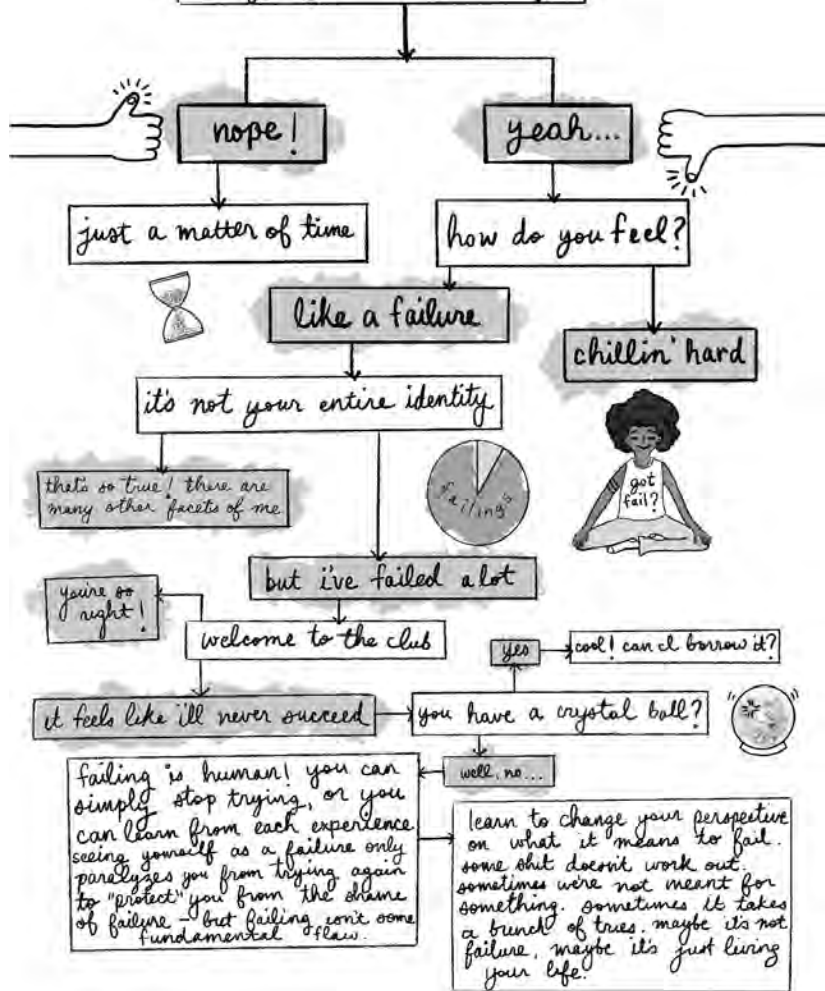 nope!
yeah...
just a matter of time
how do you feel?
like a failure
chillin' hard
it's not your entire identity
that's so true! there are
many other facets of me
failings
got
fail?
but i've failed a lot
you're so
right!
welcome to the club
yes
cool! can I borrow it?
it feels like i'll never succeed
you have a crystal ball?
well, no...
failing is human! you can
simply stop trying, or you
can learn from each experience
seeing yourself as a failure only
paralyzes you from trying again
to "protect" you from the shame
of failure – but failing isn't some
fundamental flaw.
learn to change your perspective
on what it means to fail.
some shit doesn't work out.
sometimes we're not meant for
something. sometimes it takes
a bunch of tries. maybe it's not
failure, maybe it's just living
your life.